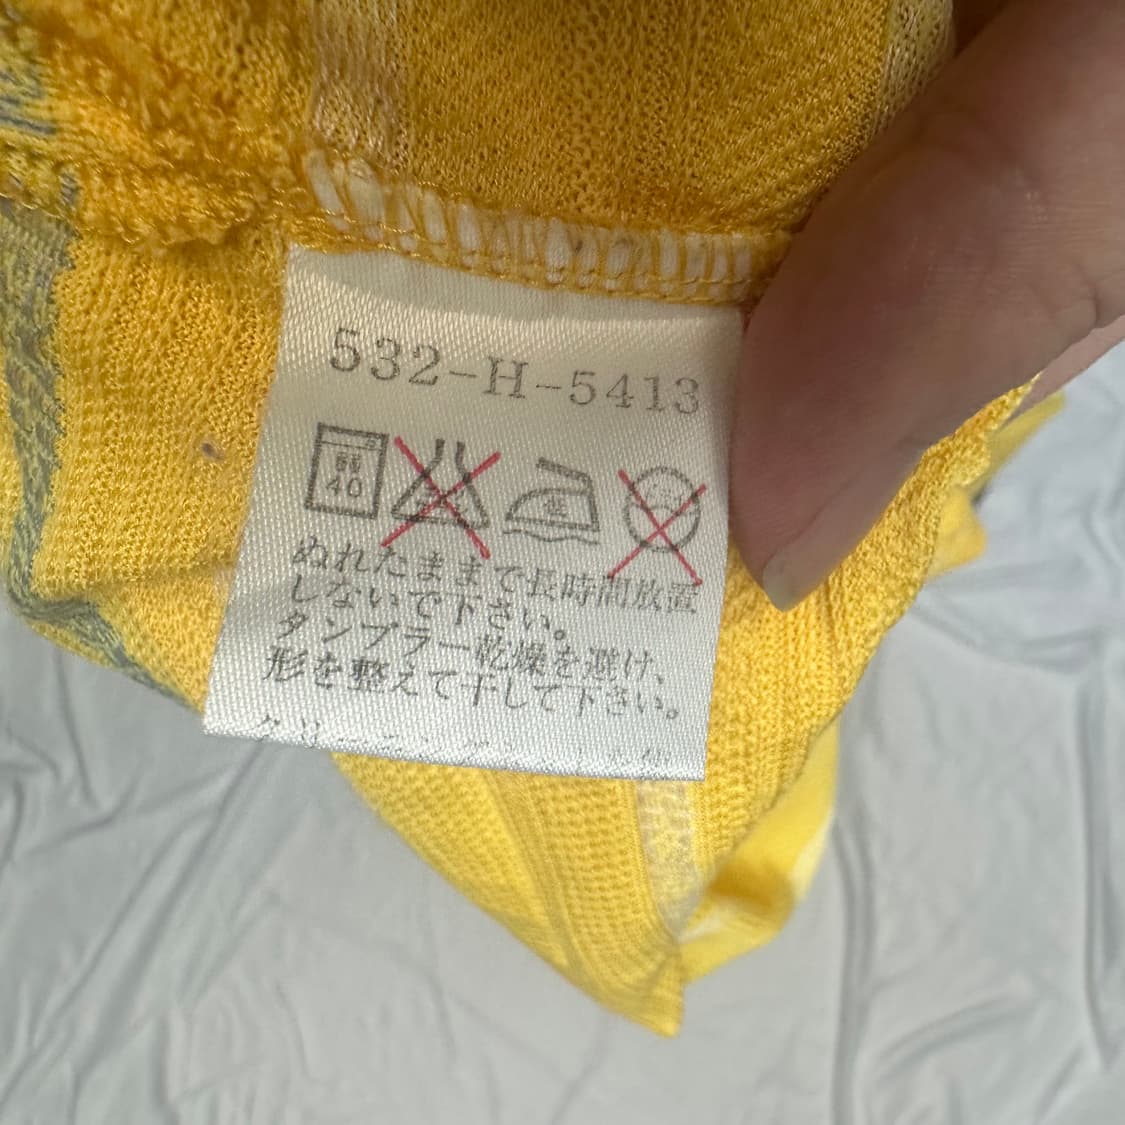 532-H-5413
弱 40
ぬれたままで長時間放置
しないで下さい。
タンブラー乾燥を避け、
形を整えて干して下さい。